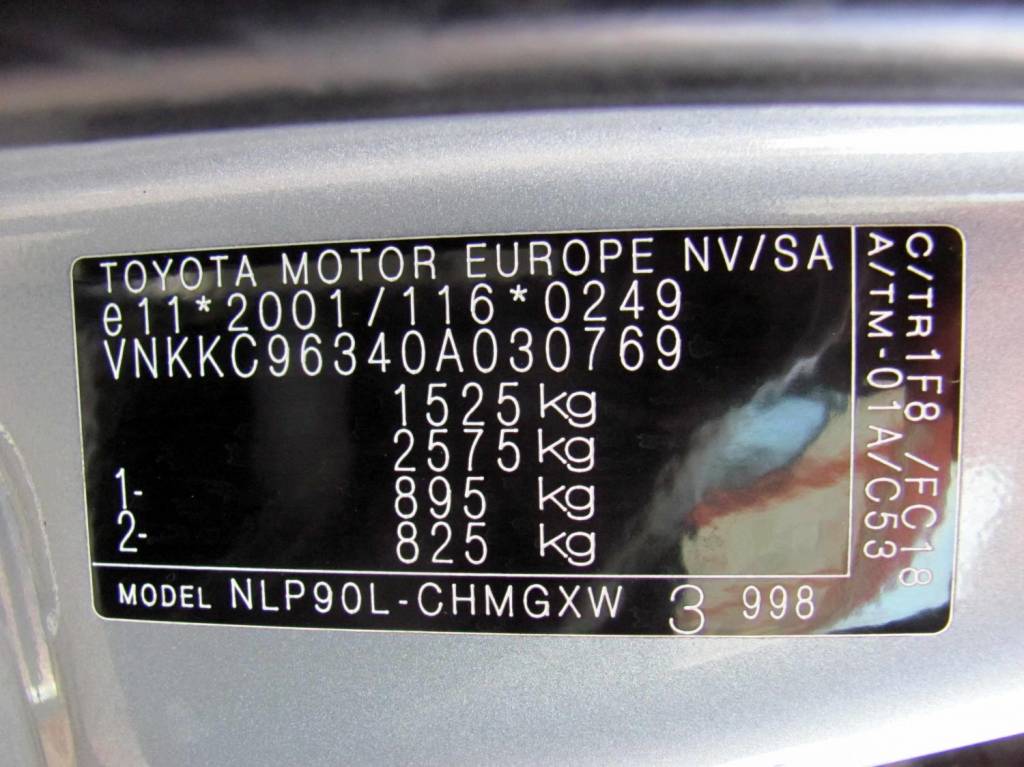 TOYOTA MOTOR EUROPE NV/SA
e11*2001/116*0249
VNKKC96340A030769
1525 kg
2575 kg
1- 895 kg
2- 825 kg
MODEL NLP90L-CHMGXW 3 998
C/TR1F8 /FC18
A/TM-01A/C53